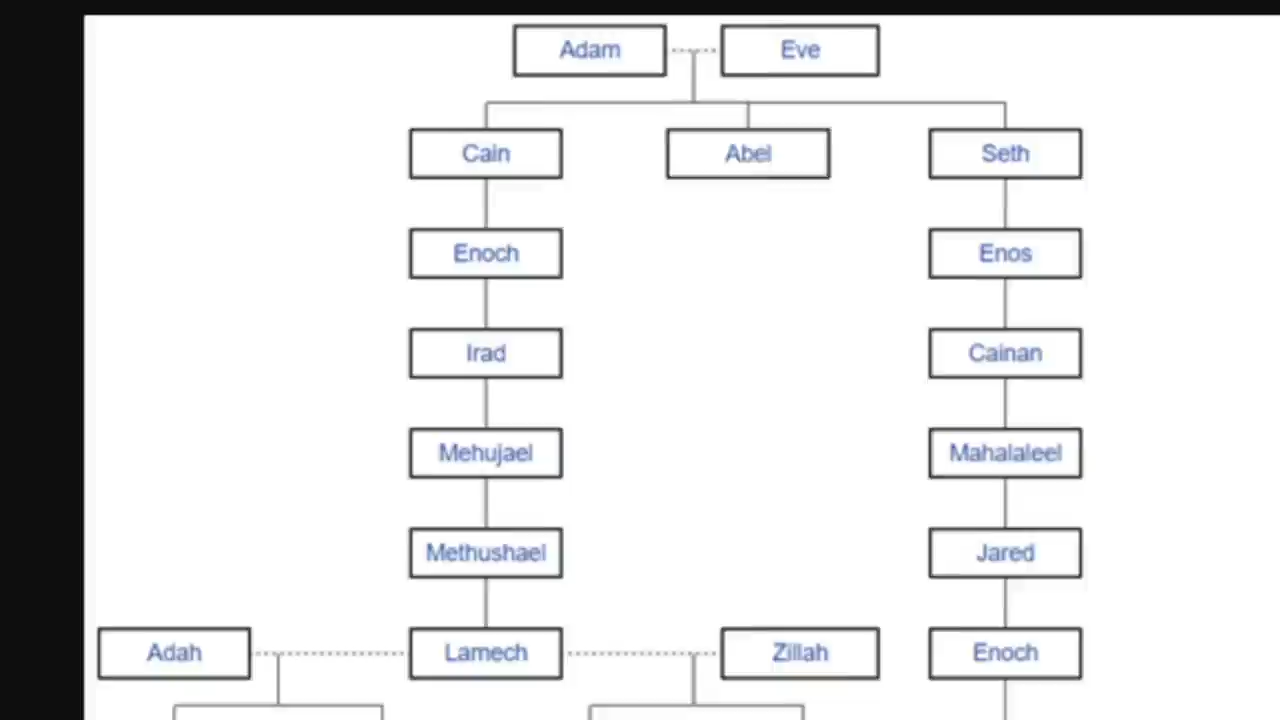 Adam Eve
Cain Abel Seth
Enoch Enos
Irad Cainan
Mehujael Mahalaleel
Methushael Jared
Adah Lamech Zillah Enoch